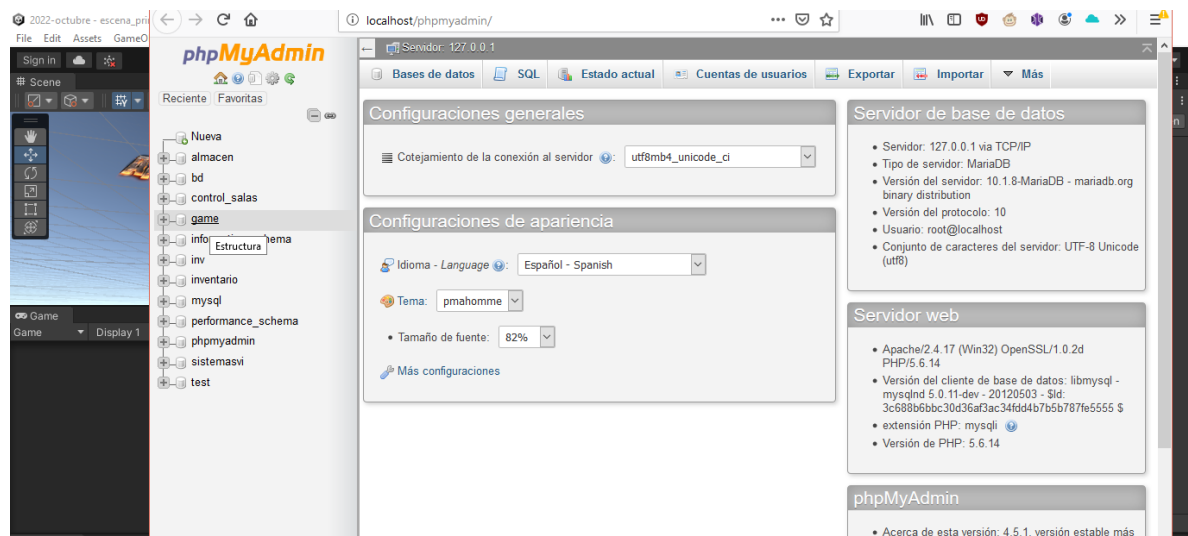 2022-octubre - escena_pri
File Edit Assets GameO
Sign in
Scene
Game
Game Display 1
localhost/phpmyadmin/
phpMyAdmin
Reciente Favoritas
Nueva
almacen
bd
control_salas
game
Estructura
inv
inventario
mysql
performance_schema
phpmyadmin
sistemasvi
test
Servidor: 127.0.0.1
Bases de datos SQL Estado actual Cuentas de usuarios Exportar Importar Más
Configuraciones generales
Cotejamiento de la conexión al servidor : utf8mb4_unicode_ci
Configuraciones de apariencia
Idioma - Language : Español - Spanish
Tema: pmahomme
• Tamaño de fuente: 82%
Más configuraciones
Servidor de base de datos
• Servidor: 127.0.0.1 via TCP/IP
• Tipo de servidor: MariaDB
• Versión del servidor: 10.1.8-MariaDB - mariadb.org
binary distribution
• Versión del protocolo: 10
• Usuario: root@localhost
• Conjunto de caracteres del servidor: UTF-8 Unicode
(utf8)
Servidor web
• Apache/2.4.17 (Win32) OpenSSL/1.0.2d
PHP/5.6.14
• Versión del cliente de base de datos: libmysql -
mysqlnd 5.0.11-dev - 20120503 - $Id:
3c688b6bbc30d36af3ac34fdd4b7b5b787fe5555 $
• extensión PHP: mysqli
• Versión de PHP: 5.6.14
phpMyAdmin
• Acerca de esta versión: 4.5.1, versión estable más